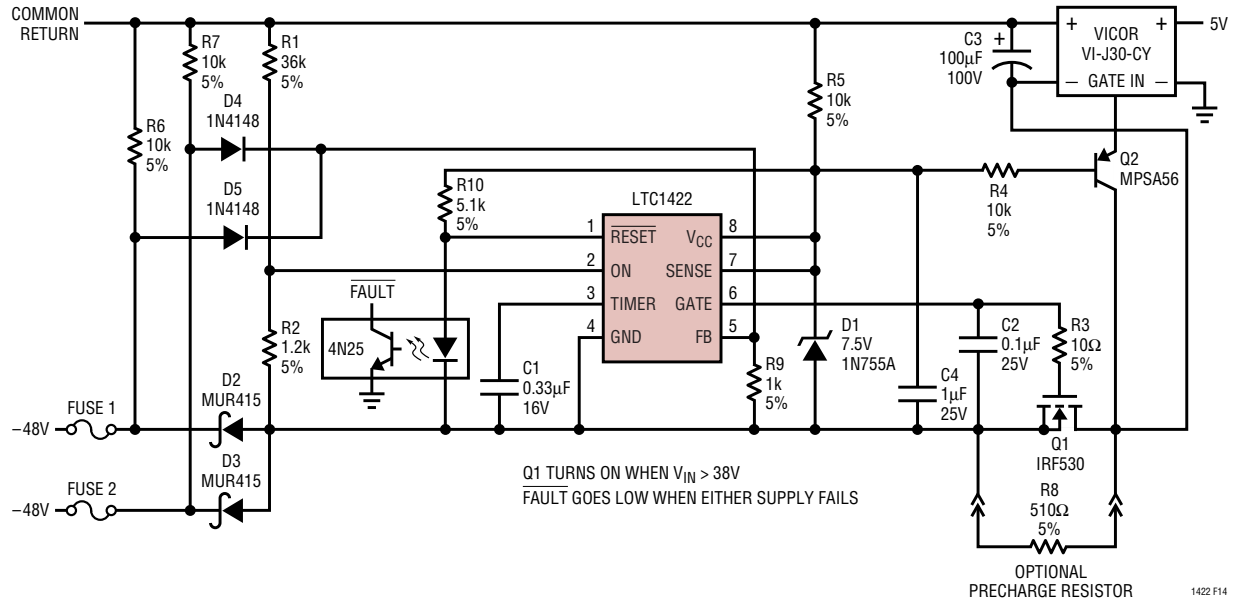 COMMON
RETURN
R7
10k
5%
R1
36k
5%
D4
1N4148
R6
10k
5%
D5
1N4148
R10
5.1k
5%
R5
10k
5%
C3
100µF
100V
+
+
+
VICOR
VI-J30-CY
5V
–
GATE IN
–
Q2
MPSA56
R4
10k
5%
LTC1422
1
RESET
VCC
8
2
ON
SENSE
7
3
TIMER
GATE
6
4
GND
FB
5
FAULT
4N25
R2
1.2k
5%
C1
0.33µF
16V
R9
1k
5%
D1
7.5V
1N755A
C4
1µF
25V
C2
0.1µF
25V
R3
10Ω
5%
Q1
IRF530
D2
MUR415
FUSE 1
–48V
D3
MUR415
FUSE 2
–48V
Q1 TURNS ON WHEN VIN > 38V
FAULT GOES LOW WHEN EITHER SUPPLY FAILS
R8
510Ω
5%
OPTIONAL
PRECHARGE RESISTOR
1422 F14